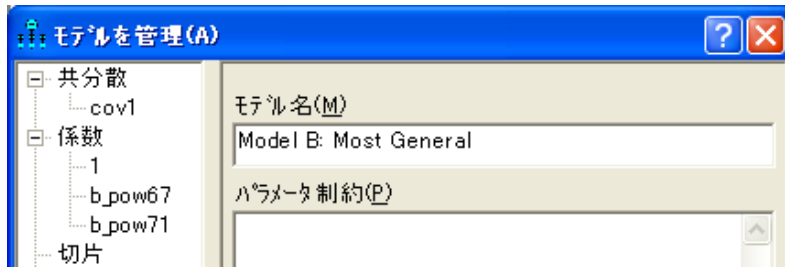 モデルを管理(A)
共分散
cov1
係数
1
b_pow67
b_pow71
切片
モデル名(M)
Model B: Most General
パラメータ制約(P)